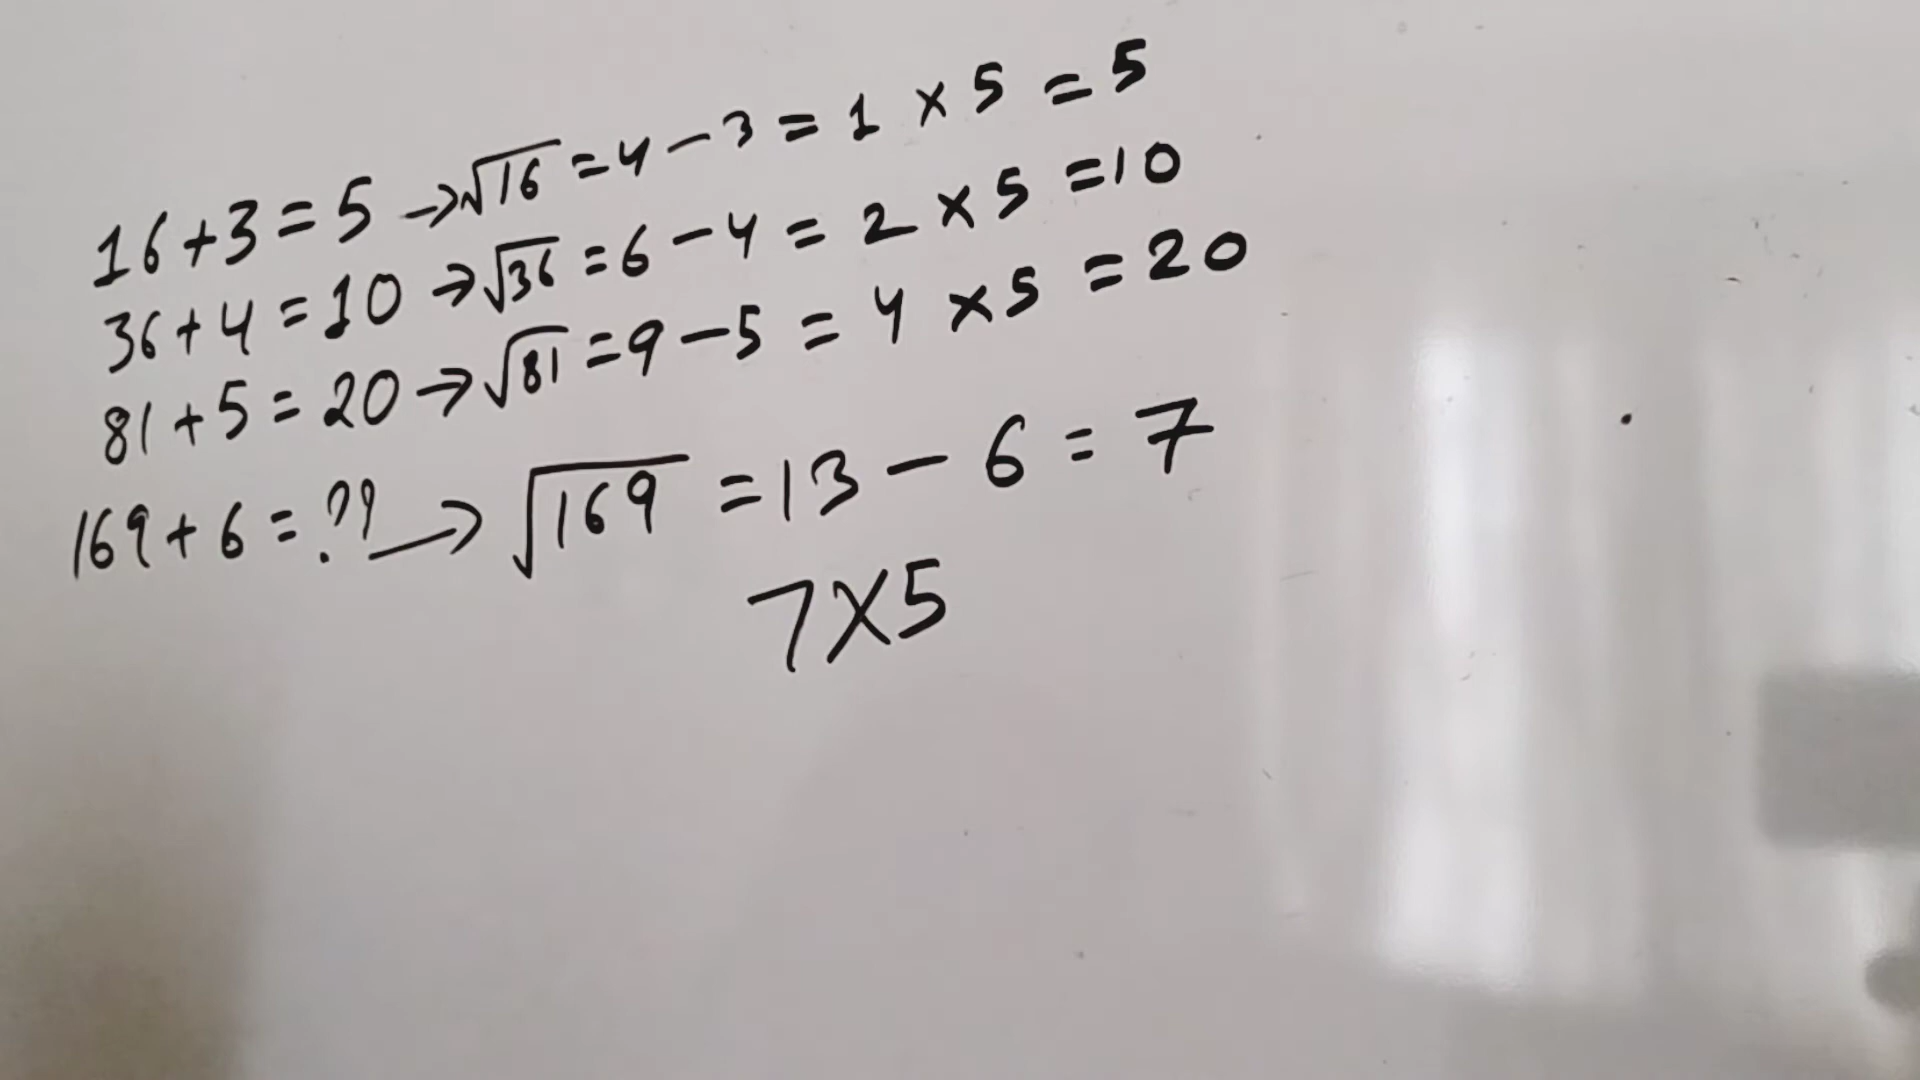 16+3=5 →√16 =4-3 = 1 × 5 = 5
36+4 =10 →√36 =6-4 = 2 × 5 =10
81+5 = 20 →√81 =9-5 = 4 ×5 =20
169+6 =?? → √169 =13-6 = 7
7×5